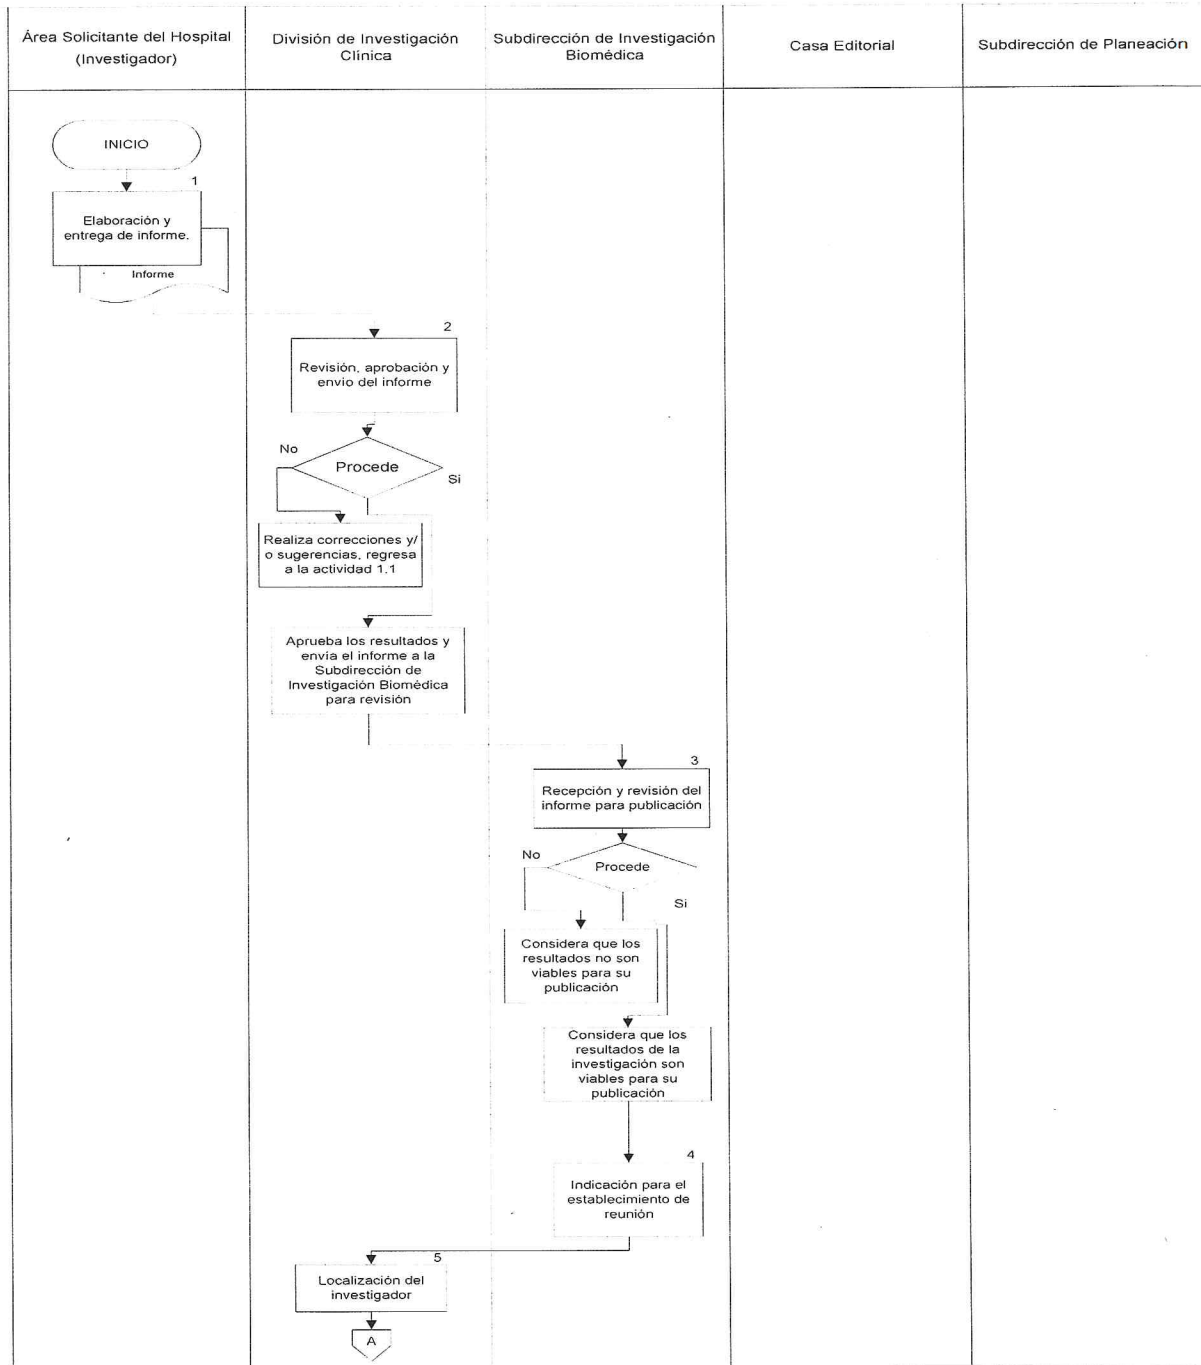 Área Solicitante del Hospital
(Investigador)
División de Investigación
Clínica
Subdirección de Investigación
Biomédica
Casa Editorial
Subdirección de Planeación
INICIO
1
Elaboración y
entrega de informe.
Informe
2
Revisión, aprobación y
envio del informe
No
Procede
Si
Realiza correcciones y/
o sugerencias, regresa
a la actividad 1.1
Aprueba los resultados y
envía el informe a la
Subdirección de
Investigación Biomédica
para revisión
3
Recepción y revisión del
informe para publicación
No
Procede
Si
Considera que los
resultados no son
viables para su
publicación
Considera que los
resultados de la
investigación son
viables para su
publicación
4
Indicación para el
establecimiento de
reunión
5
Localización del
investigador
A